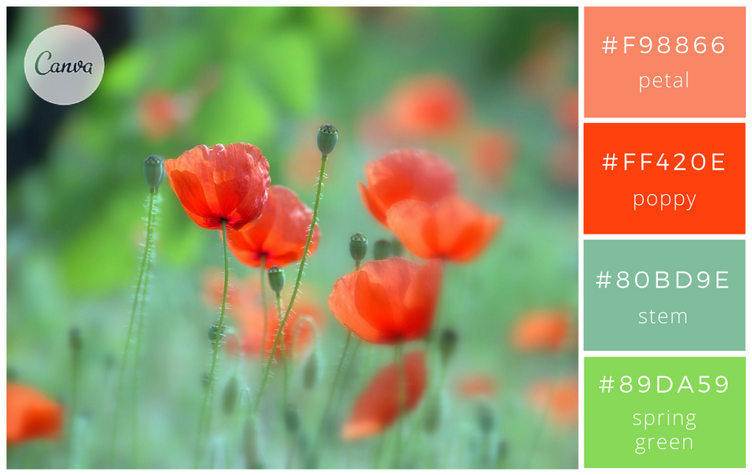 Canva
#F98866
petal
#FF420E
poppy
#80BD9E
stem
#89DA59
spring
green